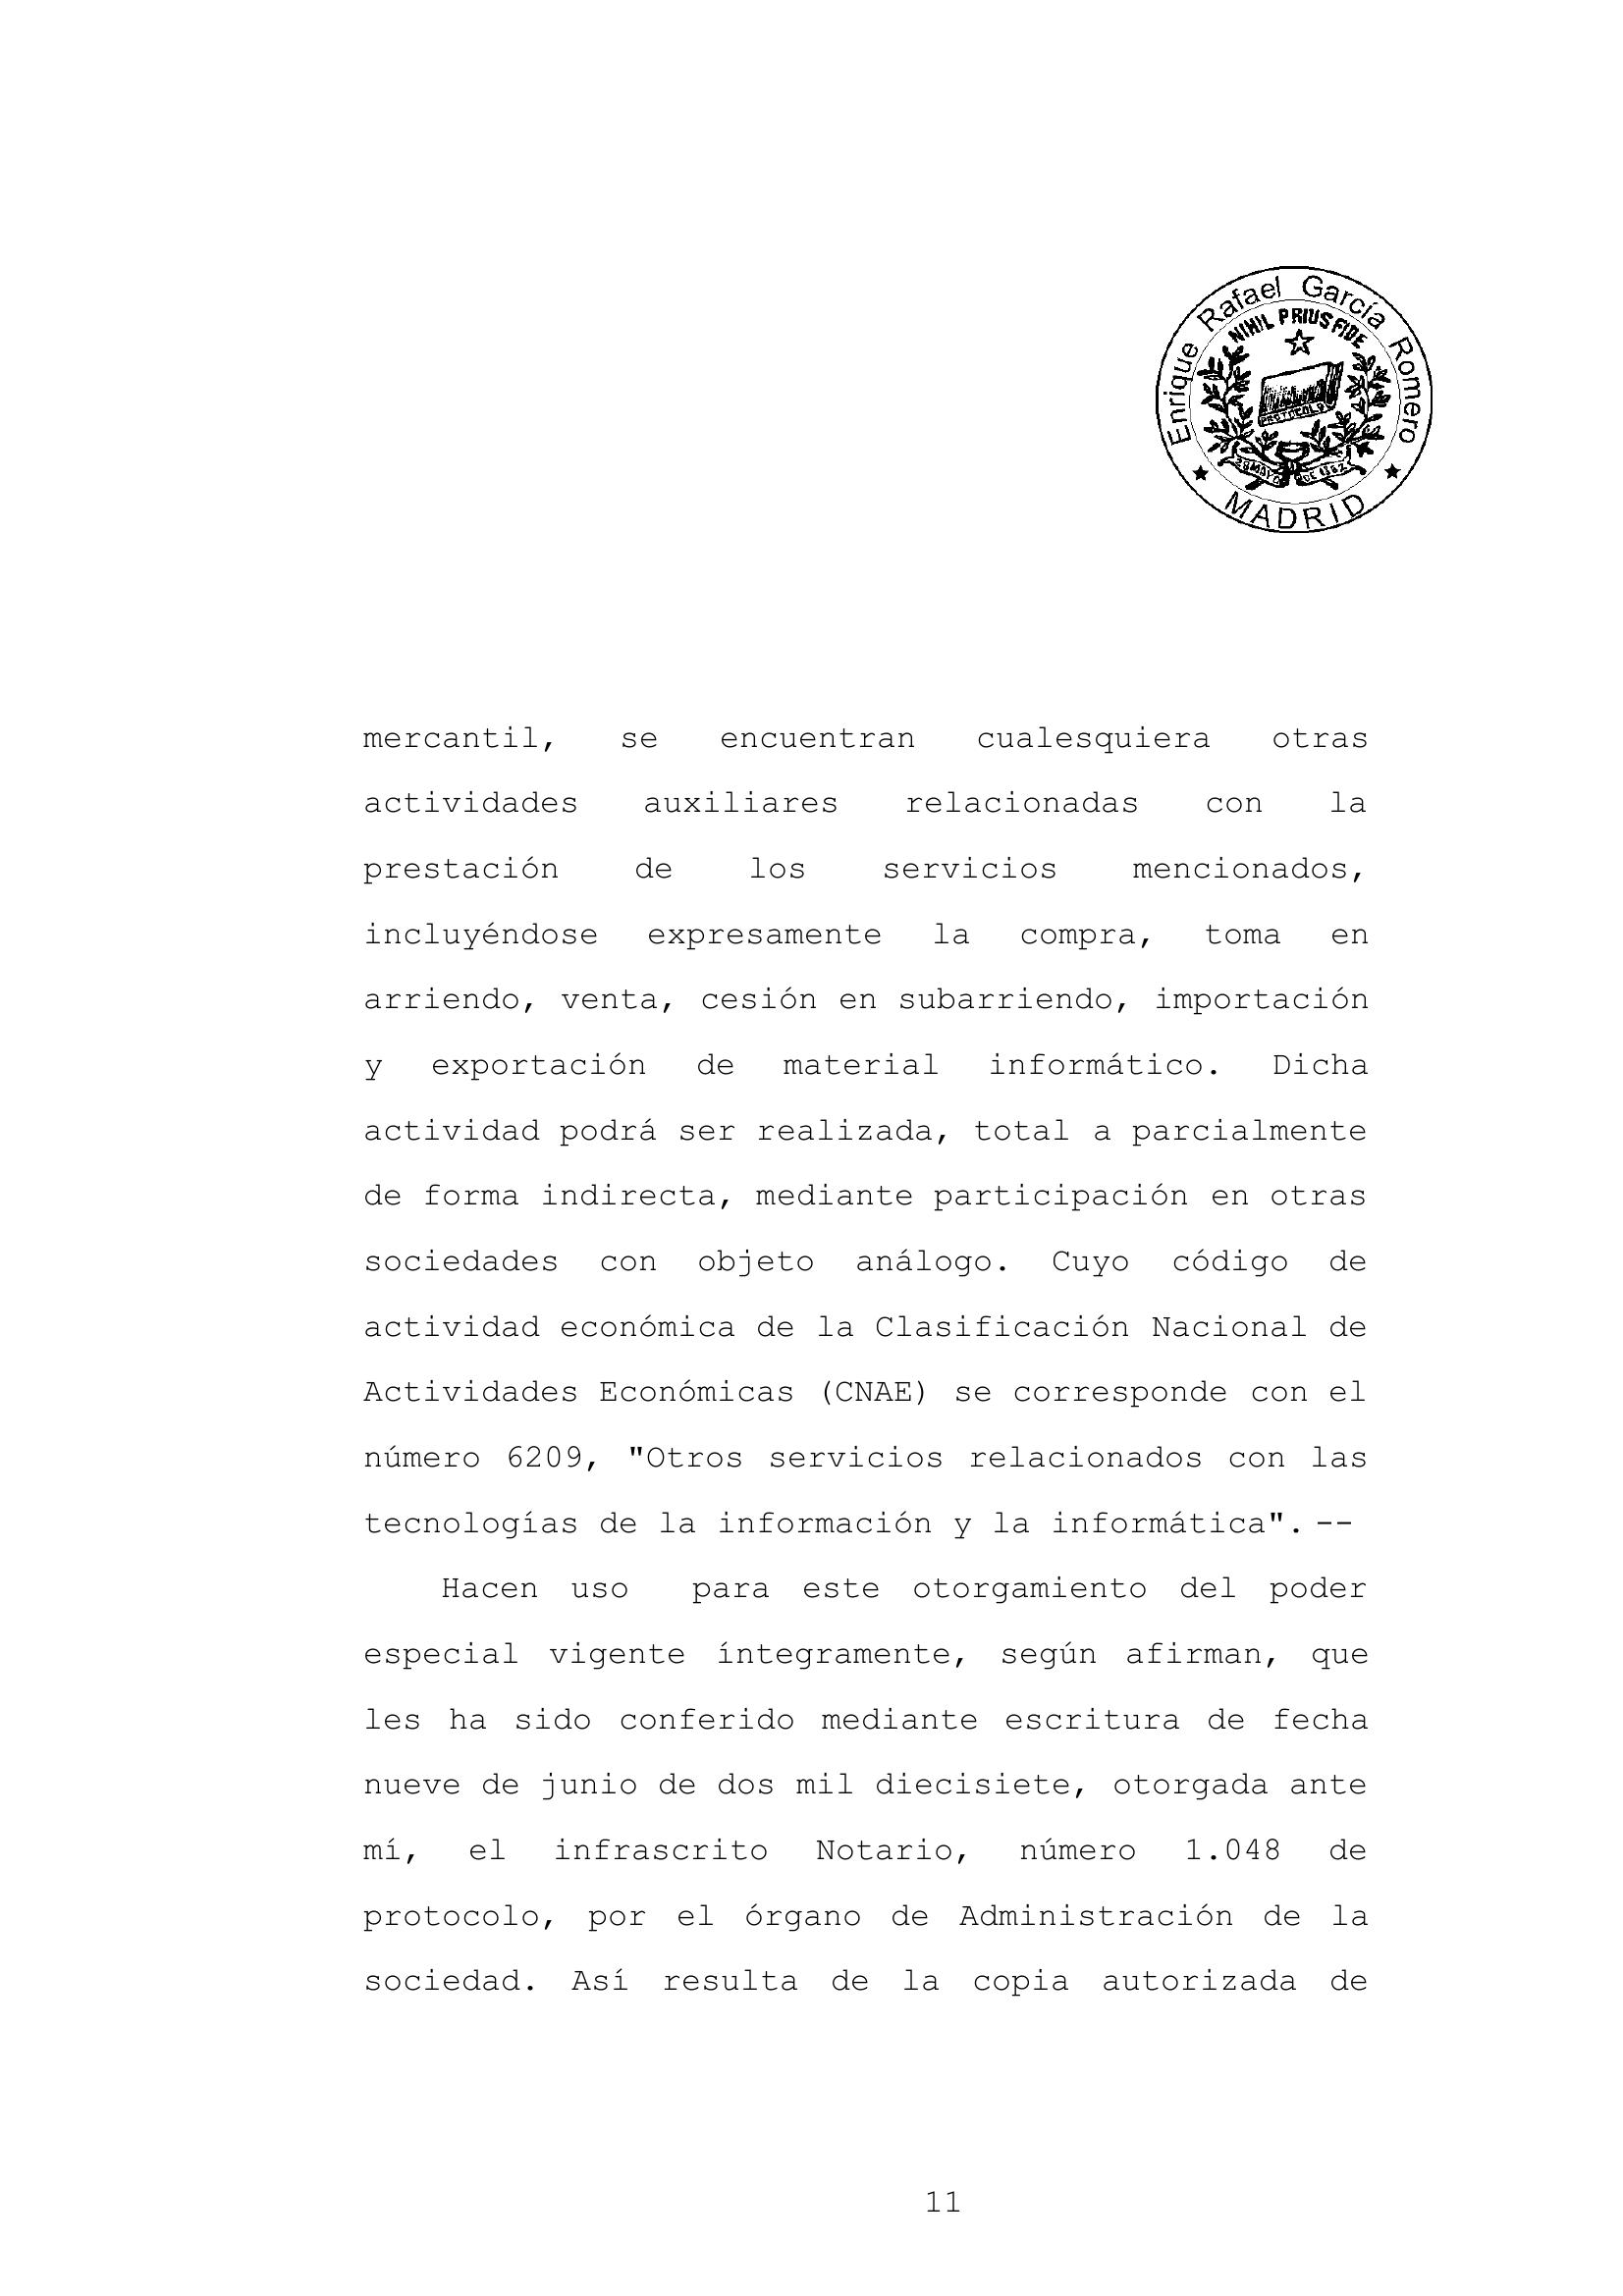 Enrique Rafael García Romero
NIHIL PRIUS FIDE
PROTOCOLO
28 MAYO DE 1862
★ MADRID ★
mercantil, se encuentran cualesquiera otras
actividades auxiliares relacionadas con la
prestación de los servicios mencionados,
incluyéndose expresamente la compra, toma en
arriendo, venta, cesión en subarriendo, importación
y exportación de material informático. Dicha
actividad podrá ser realizada, total a parcialmente
de forma indirecta, mediante participación en otras
sociedades con objeto análogo. Cuyo código de
actividad económica de la Clasificación Nacional de
Actividades Económicas (CNAE) se corresponde con el
número 6209, "Otros servicios relacionados con las
tecnologías de la información y la informática". --
Hacen uso para este otorgamiento del poder
especial vigente íntegramente, según afirman, que
les ha sido conferido mediante escritura de fecha
nueve de junio de dos mil diecisiete, otorgada ante
mí, el infrascrito Notario, número 1.048 de
protocolo, por el órgano de Administración de la
sociedad. Así resulta de la copia autorizada de
11